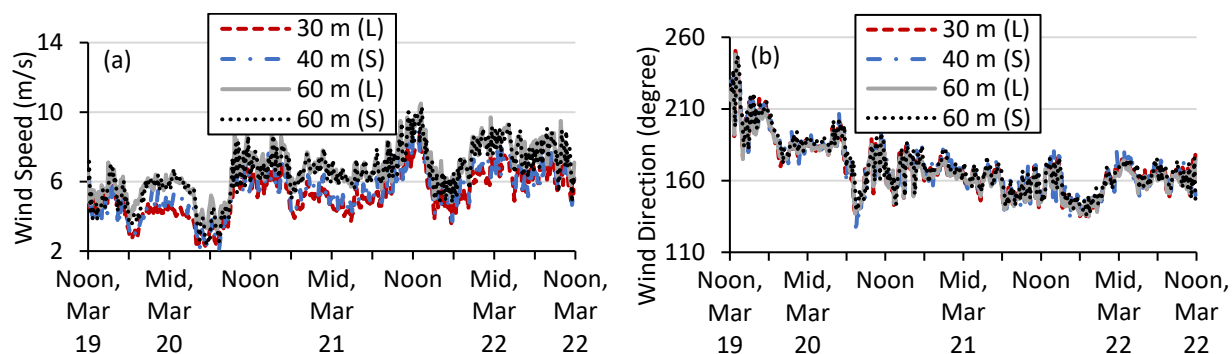 Wind Speed (m/s)
14
10
6
2
(a)
30 m (L)
40 m (S)
60 m (L)
60 m (S)
Noon, Mid, Noon Mid, Noon Mid, Noon,
Mar Mar Mar Mar Mar
19 20 21 22 22
Wind Direction (degree)
260
210
160
110
(b)
30 m (L)
40 m (S)
60 m (L)
60 m (S)
Noon, Mid, Noon Mid, Noon Mid, Noon,
Mar Mar Mar Mar Mar
19 20 21 22 22